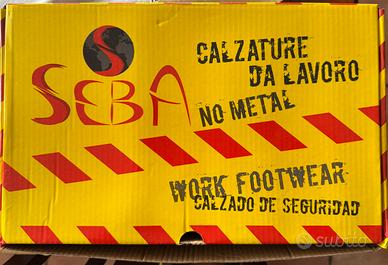 SEBA
CALZATURE
DA LAVORO
NO METAL
WORK FOOTWEAR
CALZADO DE SEGURIDAD
subito